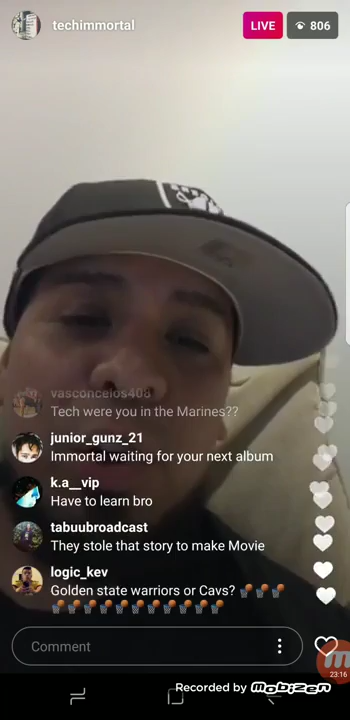 techimmortal
LIVE 806
RAIDERS
vasconcelos408
Tech were you in the Marines??
junior_gunz_21
Immortal waiting for your next album
k.a__vip
Have to learn bro
tabuubroadcast
They stole that story to make Movie
logic_kev
Golden state warriors or Cavs?
Comment
23:16
Recorded by Mobizen